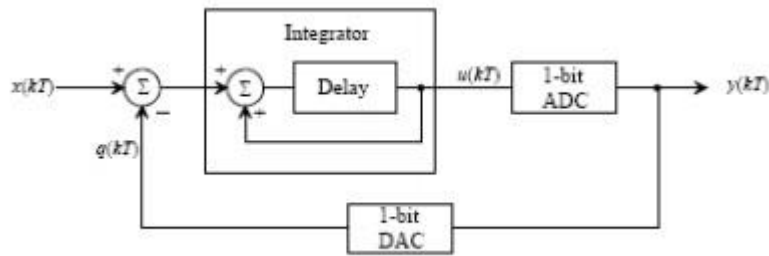 Integrator
x(kT)
+
Σ
−
+
Σ
+
Delay
u(kT)
1-bit
ADC
y(kT)
q(kT)
1-bit
DAC